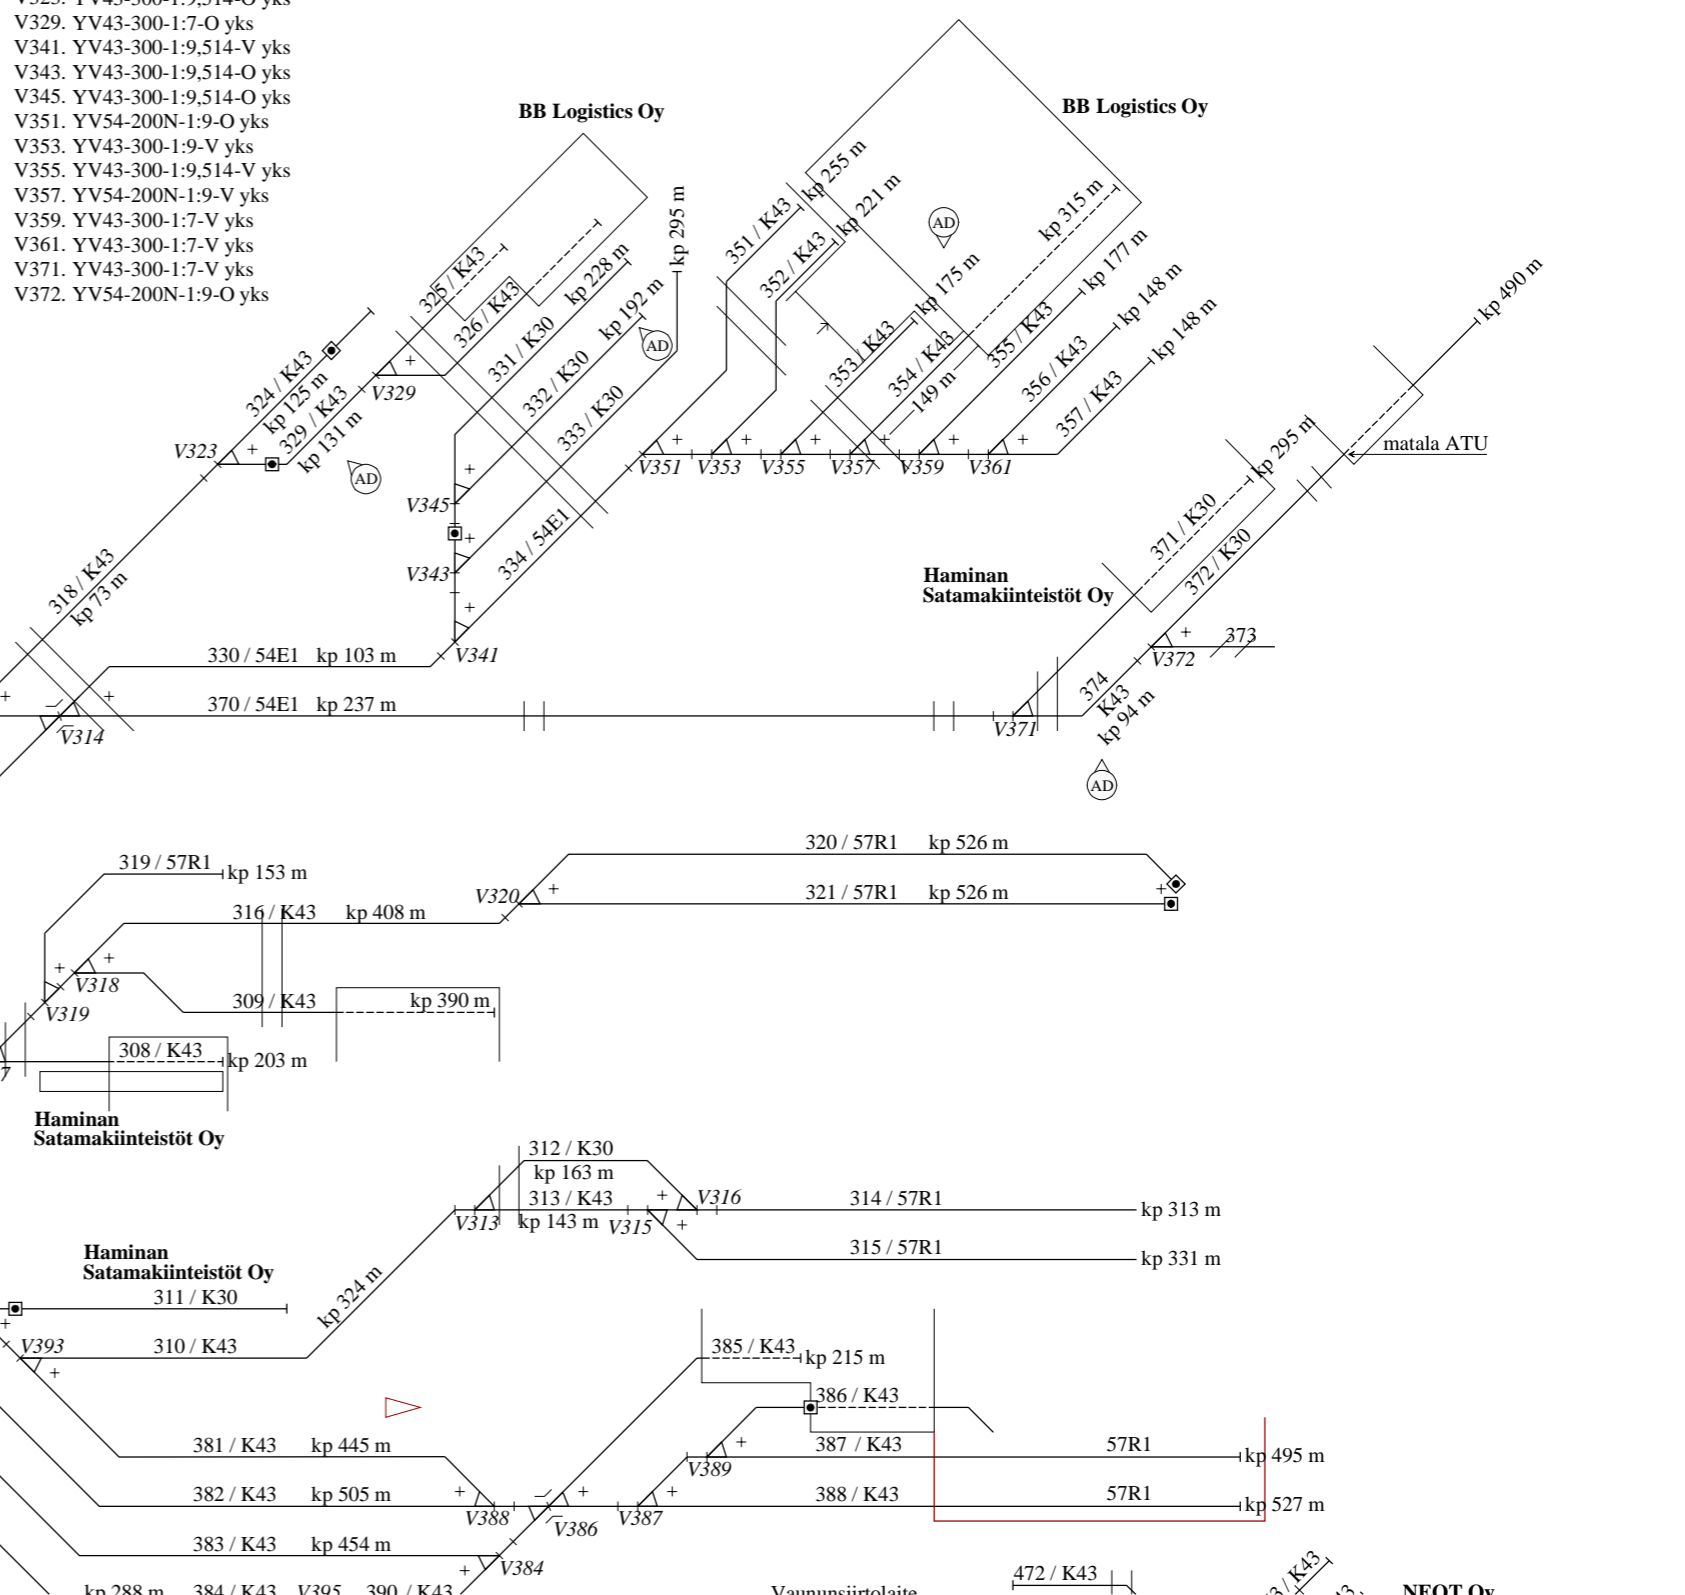 V329. YV43-300-1:7-O yks
V341. YV43-300-1:9,514-V yks
V343. YV43-300-1:9,514-O yks
V345. YV43-300-1:9,514-O yks
V351. YV54-200N-1:9-O yks
V353. YV43-300-1:9-V yks
V355. YV43-300-1:9,514-V yks
V357. YV54-200N-1:9-V yks
V359. YV43-300-1:7-V yks
V361. YV43-300-1:7-V yks
V371. YV43-300-1:7-V yks
V372. YV54-200N-1:9-O yks
BB Logistics Oy
BB Logistics Oy
324 / K43
kp 125 m
329 / K43
kp 131 m
V323
V329
325 / K43
326 / K43
331 / K30
kp 228 m
332 / K30
kp 192 m
333 / K30
kp 295 m
334 / 54E1
AD
AD
AD
V345
V343
V341
351 / K43
kp 255 m
352 / K43
kp 221 m
353 / K43
kp 175 m
354 / K43
149 m
kp 315 m
355 / K43
kp 177 m
356 / K43
kp 148 m
357 / K43
kp 148 m
V351
V353
V355
V357
V359
V361
kp 490 m
matala ATU
kp 295 m
371 / K30
372 / K30
Haminan
Satamakiinteistöt Oy
373
V372
374
K43
kp 94 m
V371
AD
318 / K43
kp 73 m
330 / 54E1 kp 103 m
370 / 54E1 kp 237 m
V314
319 / 57R1
kp 153 m
316 / K43 kp 408 m
V320
320 / 57R1 kp 526 m
321 / 57R1 kp 526 m
V318
V319
309 / K43
kp 390 m
308 / K43
kp 203 m
7
Haminan
Satamakiinteistöt Oy
312 / K30
kp 163 m
313 / K43
kp 143 m
V313
V315
V316
314 / 57R1
kp 313 m
315 / 57R1
kp 331 m
Haminan
Satamakiinteistöt Oy
311 / K30
kp 324 m
V393
310 / K43
385 / K43
kp 215 m
386 / K43
381 / K43 kp 445 m
V389
387 / K43
57R1
kp 495 m
382 / K43 kp 505 m
V388
V386
V387
388 / K43
57R1
kp 527 m
383 / K43 kp 454 m
V384
kp 288 m 384 / K43 V395 390 / K43
Vaununsiirtolaite
472 / K43
NEOT Oy